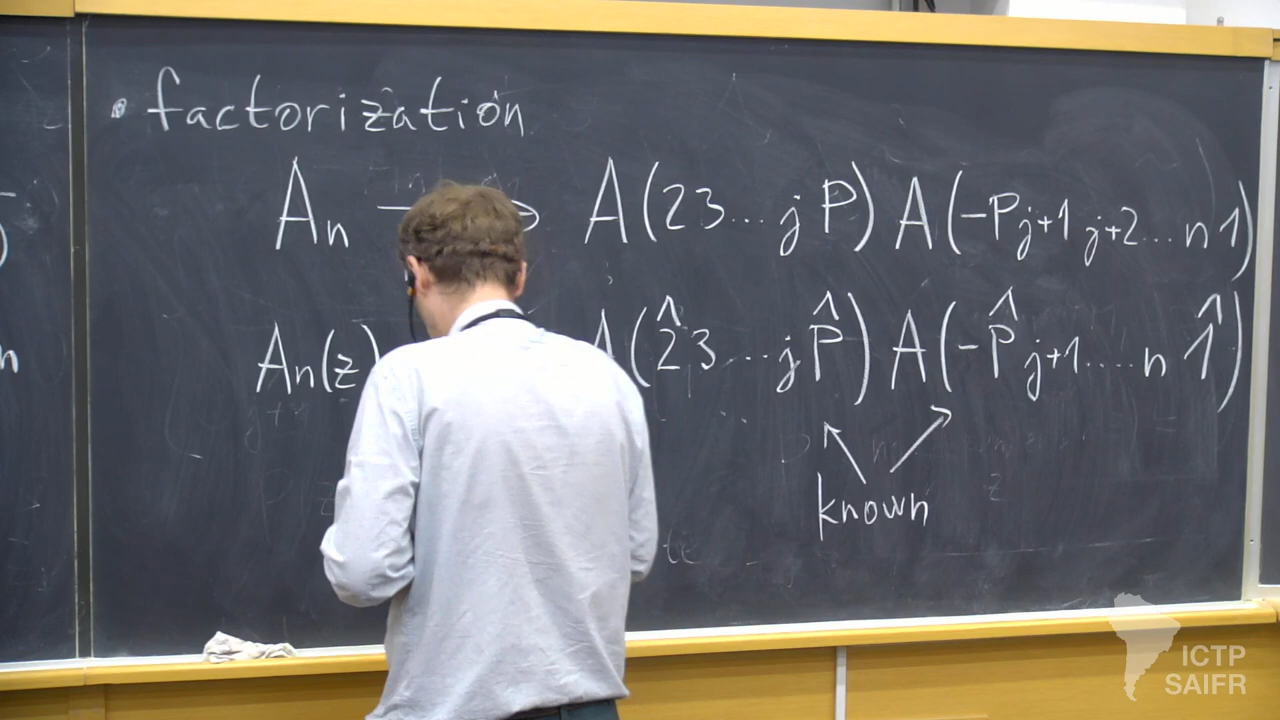 • factorization
An → A(23...j P) A(-P j+1 j+2...n 1)
An(z) A(2̂3...j P̂) A(-P̂ j+1....n 1̂)
known
ICTP
SAIFR